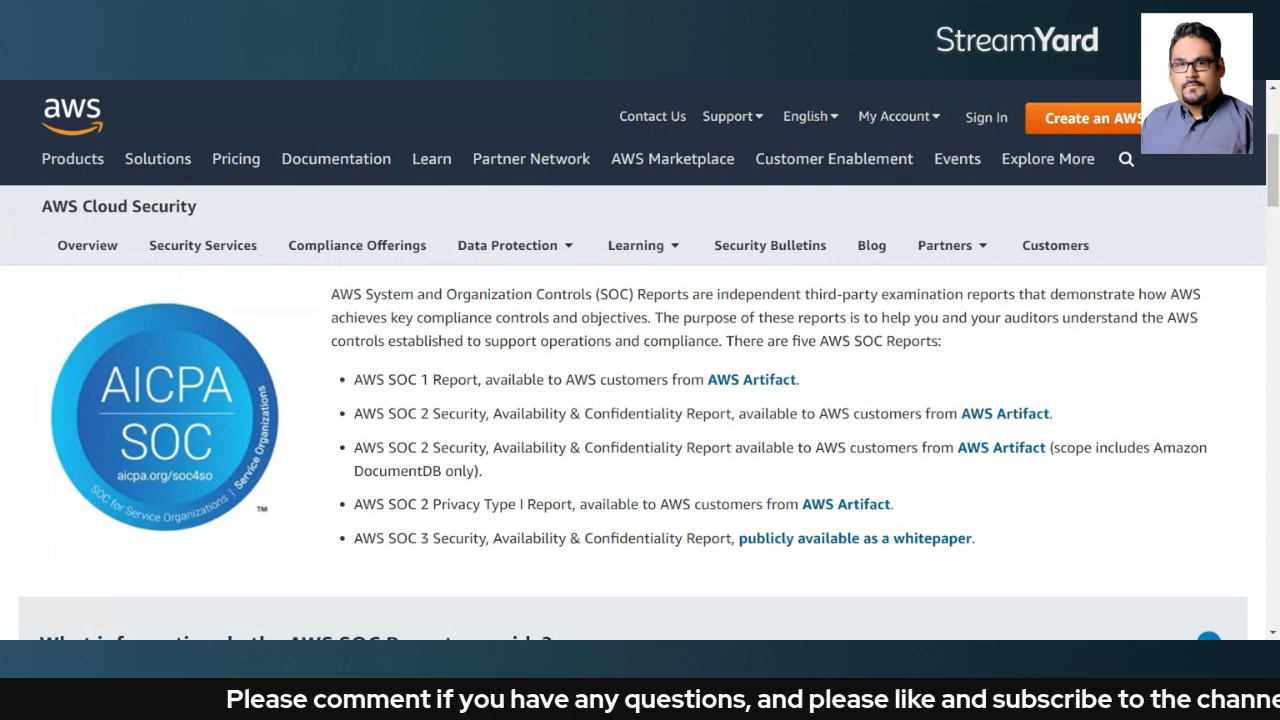 StreamYard
aws
Contact Us Support English My Account Sign In Create an AWS
Products Solutions Pricing Documentation Learn Partner Network AWS Marketplace Customer Enablement Events Explore More
AWS Cloud Security
Overview Security Services Compliance Offerings Data Protection Learning Security Bulletins Blog Partners Customers
AICPA
SOC
aicpa.org/soc4so
SOC for Service Organizations | Service Organizations
TM
AWS System and Organization Controls (SOC) Reports are independent third-party examination reports that demonstrate how AWS
achieves key compliance controls and objectives. The purpose of these reports is to help you and your auditors understand the AWS
controls established to support operations and compliance. There are five AWS SOC Reports:
• AWS SOC 1 Report, available to AWS customers from AWS Artifact.
• AWS SOC 2 Security, Availability & Confidentiality Report, available to AWS customers from AWS Artifact.
• AWS SOC 2 Security, Availability & Confidentiality Report available to AWS customers from AWS Artifact (scope includes Amazon
DocumentDB only).
• AWS SOC 2 Privacy Type I Report, available to AWS customers from AWS Artifact.
• AWS SOC 3 Security, Availability & Confidentiality Report, publicly available as a whitepaper.
Please comment if you have any questions, and please like and subscribe to the channe